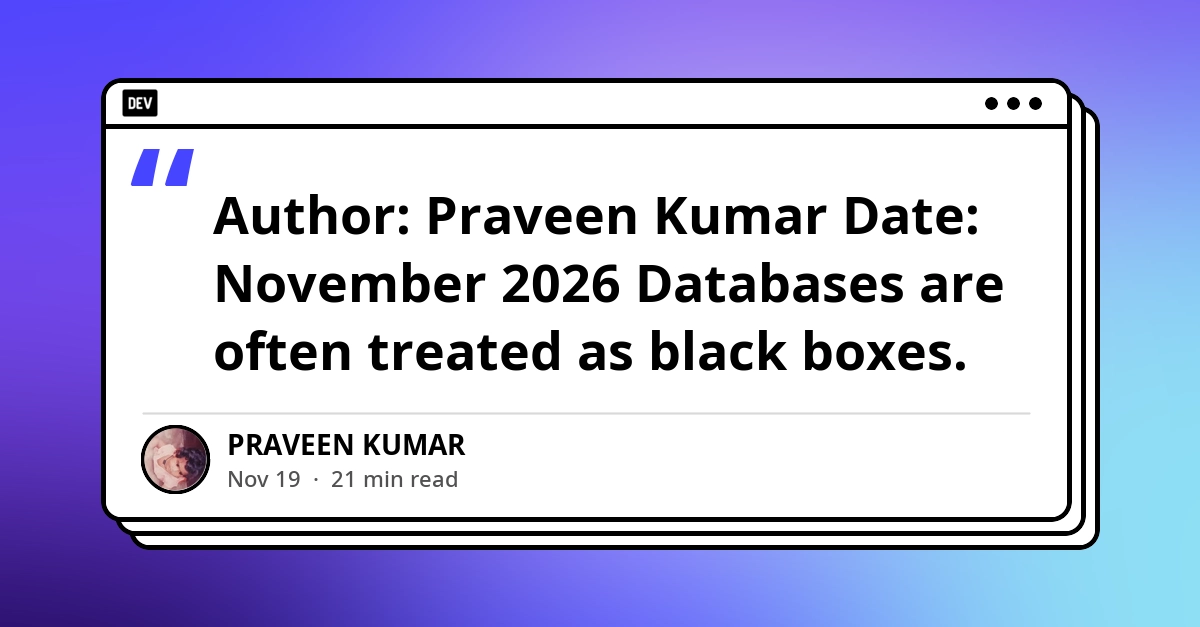 DEV
“
Author: Praveen Kumar Date:
November 2026 Databases are
often treated as black boxes.
PRAVEEN KUMAR
Nov 19 · 21 min read